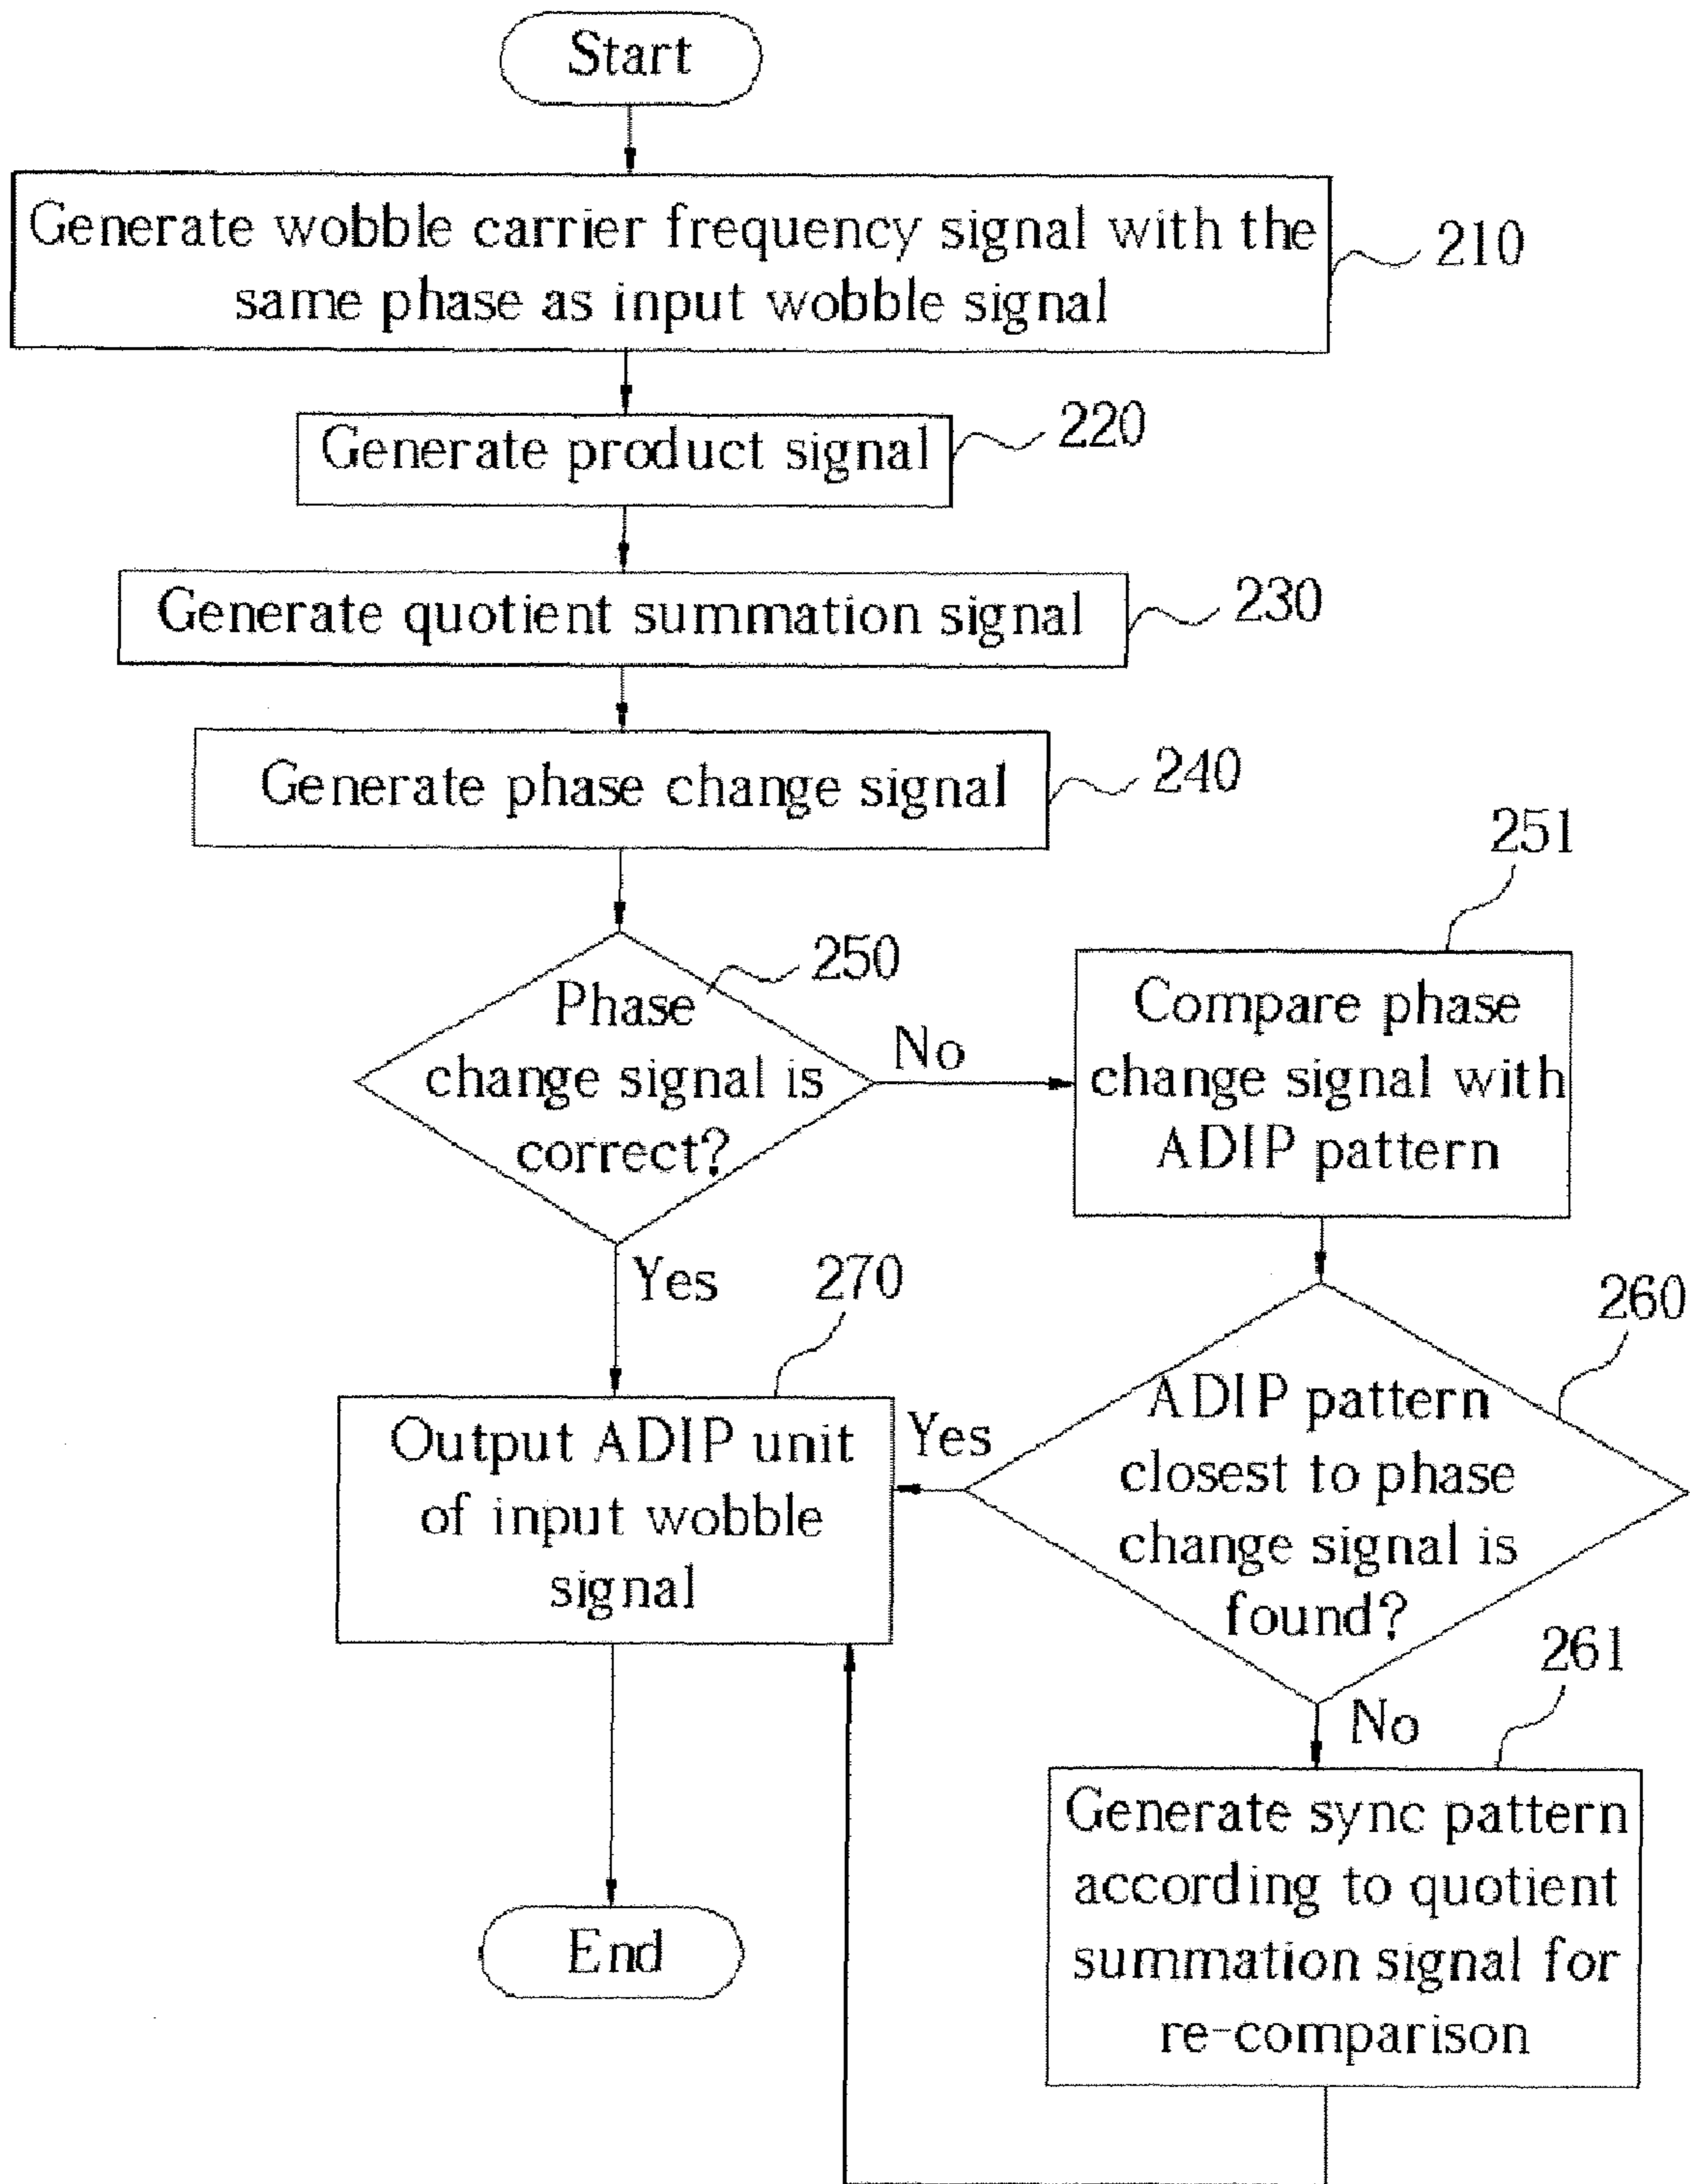 Start
Generate wobble carrier frequency signal with the
same phase as input wobble signal
210
Generate product signal
220
Generate quotient summation signal
230
Generate phase change signal
240
250
Phase
change signal is
correct?
No
Yes
251
Compare phase
change signal with
ADIP pattern
260
ADIP pattern
closest to phase
change signal is
found?
Yes
No
270
Output ADIP unit
of input wobble
signal
261
Generate sync pattern
according to quotient
summation signal for
re-comparison
End